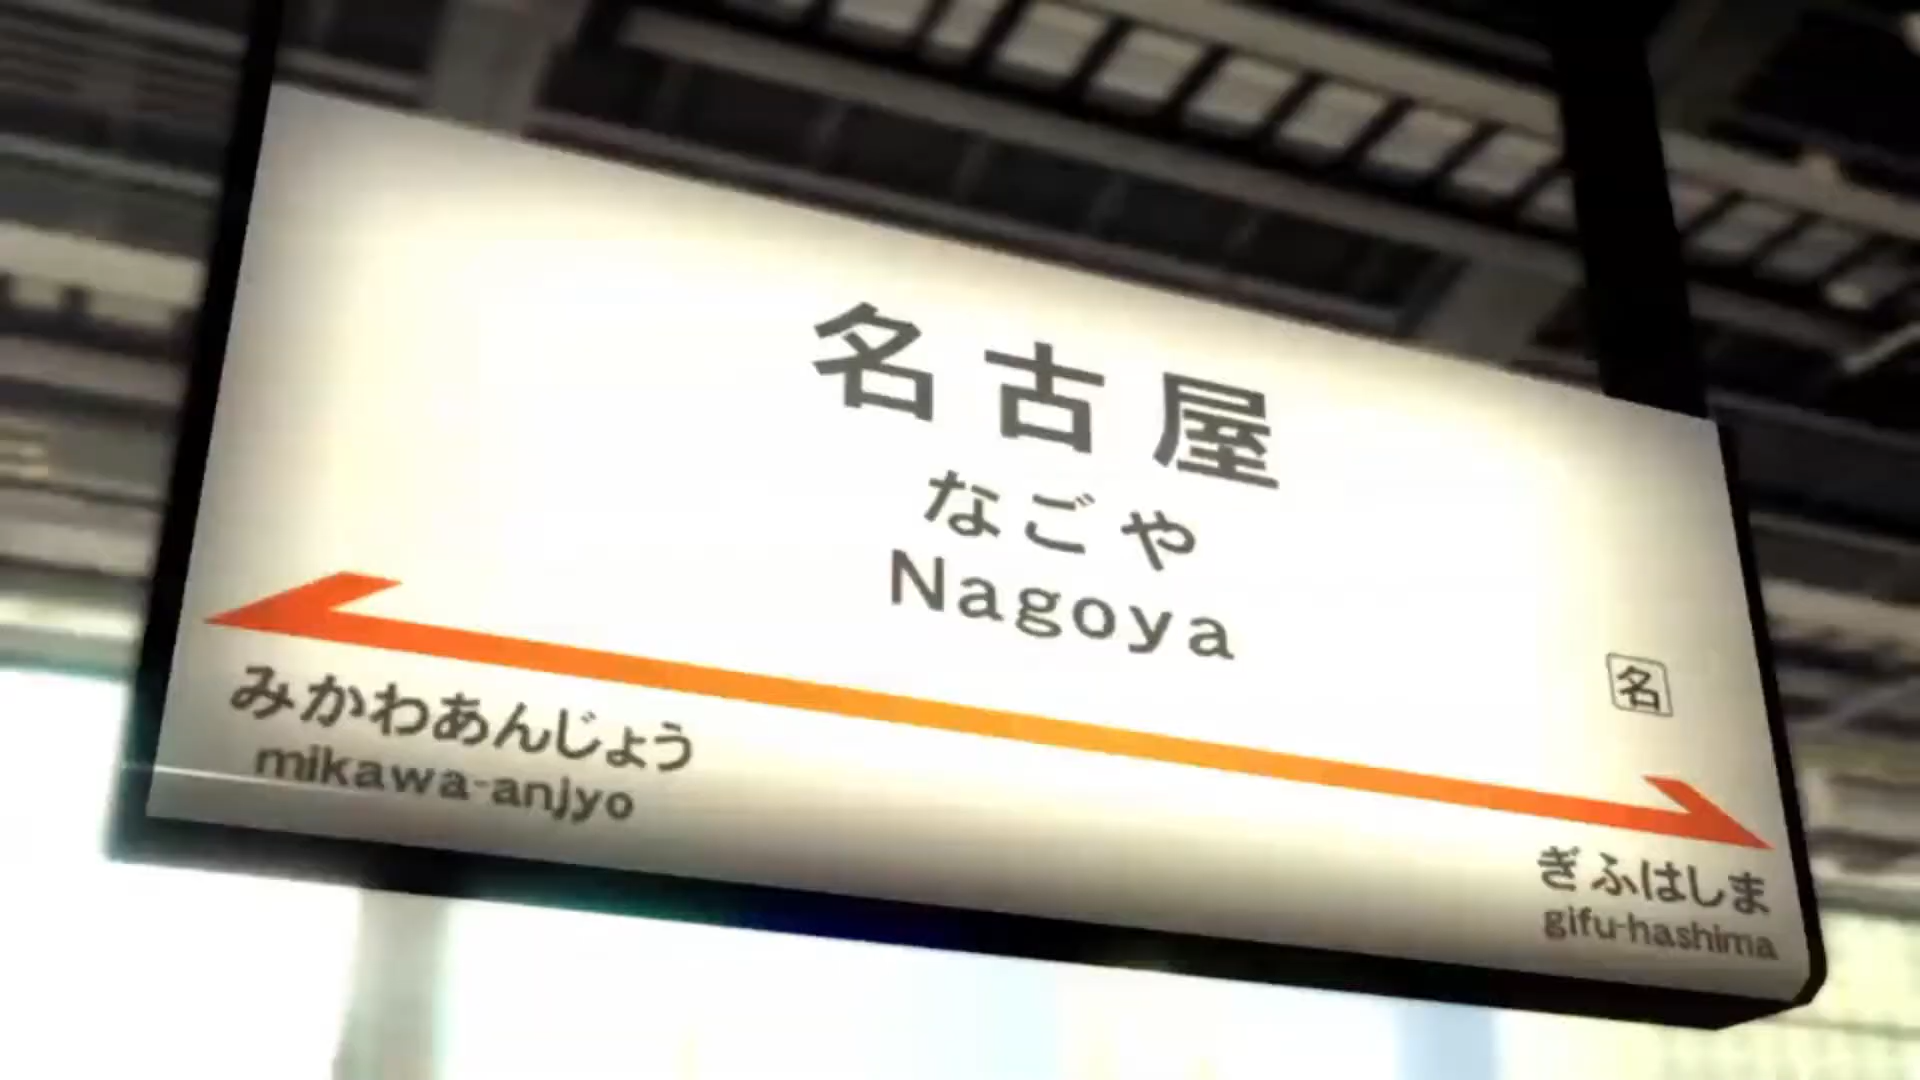 名古屋
なごや
Nagoya
名
みかわあんじょう
mikawa-anjyo
ぎふはしま
gifu-hashima